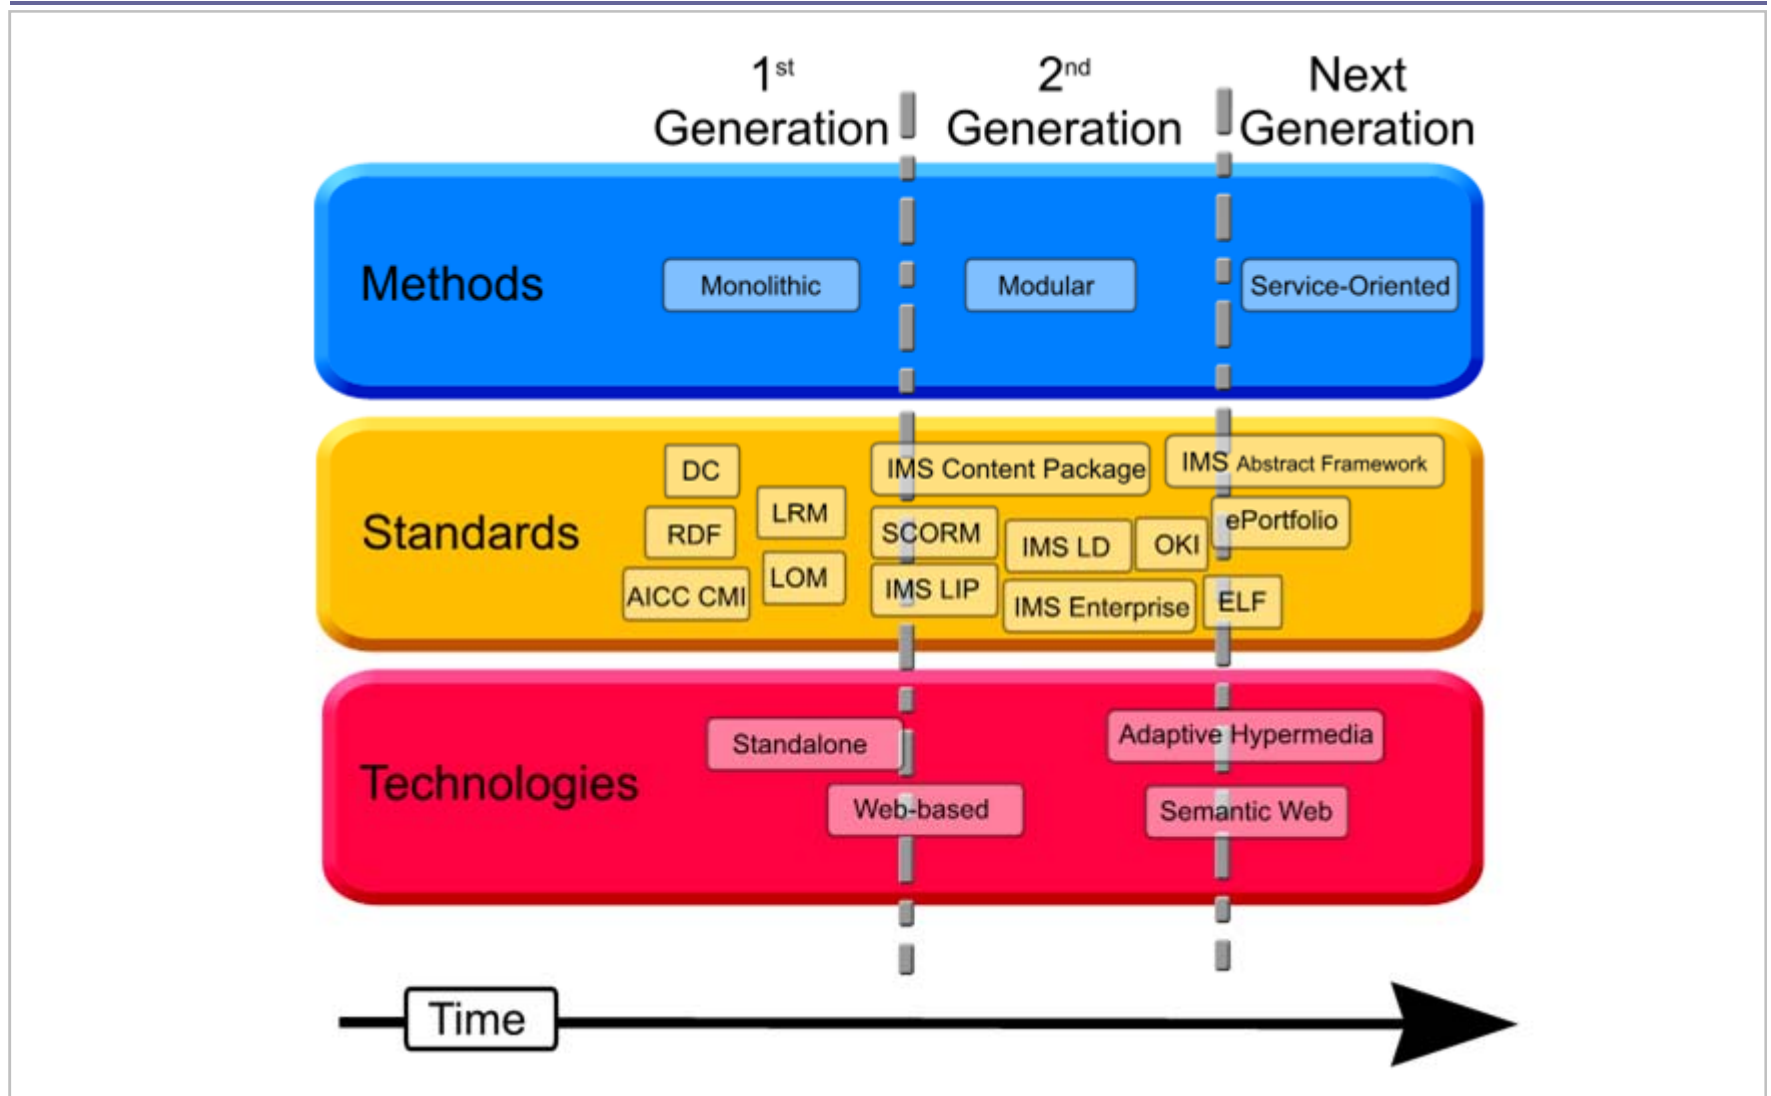 1st
Generation
2nd
Generation
Next
Generation
Methods
Monolithic
Modular
Service-Oriented
Standards
DC
RDF
AICC CMI
LRM
LOM
IMS Content Package
SCORM
IMS LIP
IMS LD
OKI
IMS Enterprise
IMS Abstract Framework
ePortfolio
ELF
Technologies
Standalone
Web-based
Adaptive Hypermedia
Semantic Web
Time